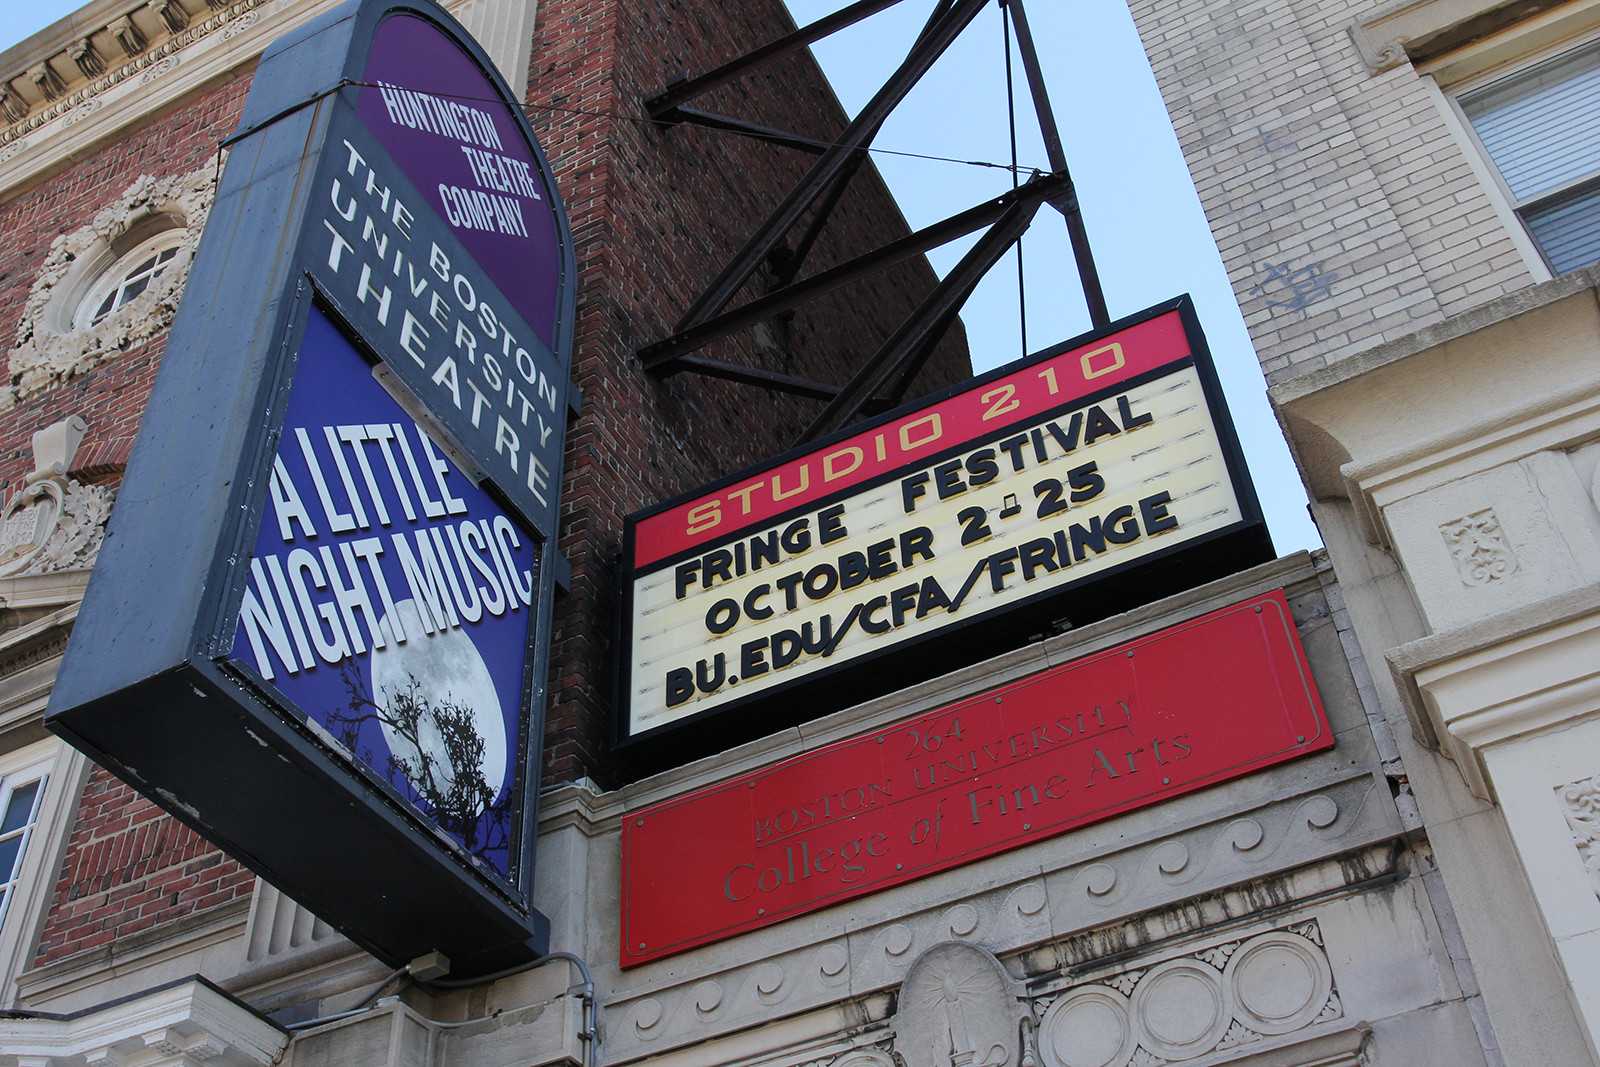 HUNTINGTON
THEATRE
COMPANY
THE BOSTON
UNIVERSITY
THEATRE
A LITTLE
NIGHT MUSIC
STUDIO 210
FRINGE FESTIVAL
OCTOBER 2-25
BU.EDU/CFA/FRINGE
264
BOSTON UNIVERSITY
College of Fine Arts